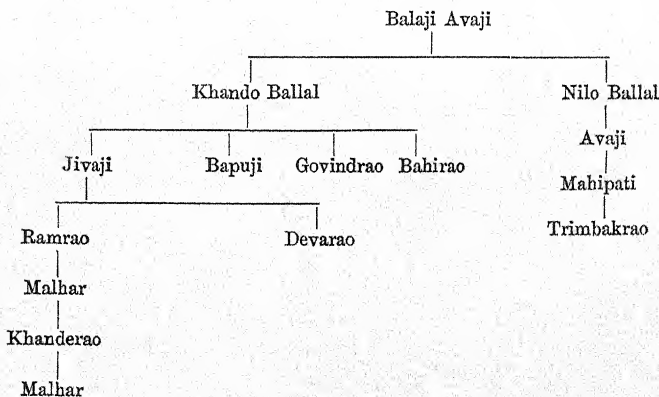 Balaji Avaji
Khando Ballal Nilo Ballal
Avaji
Jivaji Bapuji Govindrao Bahirao
Mahipati
Ramrao Devarao Trimbakrao
Malhar
Khanderao
Malhar